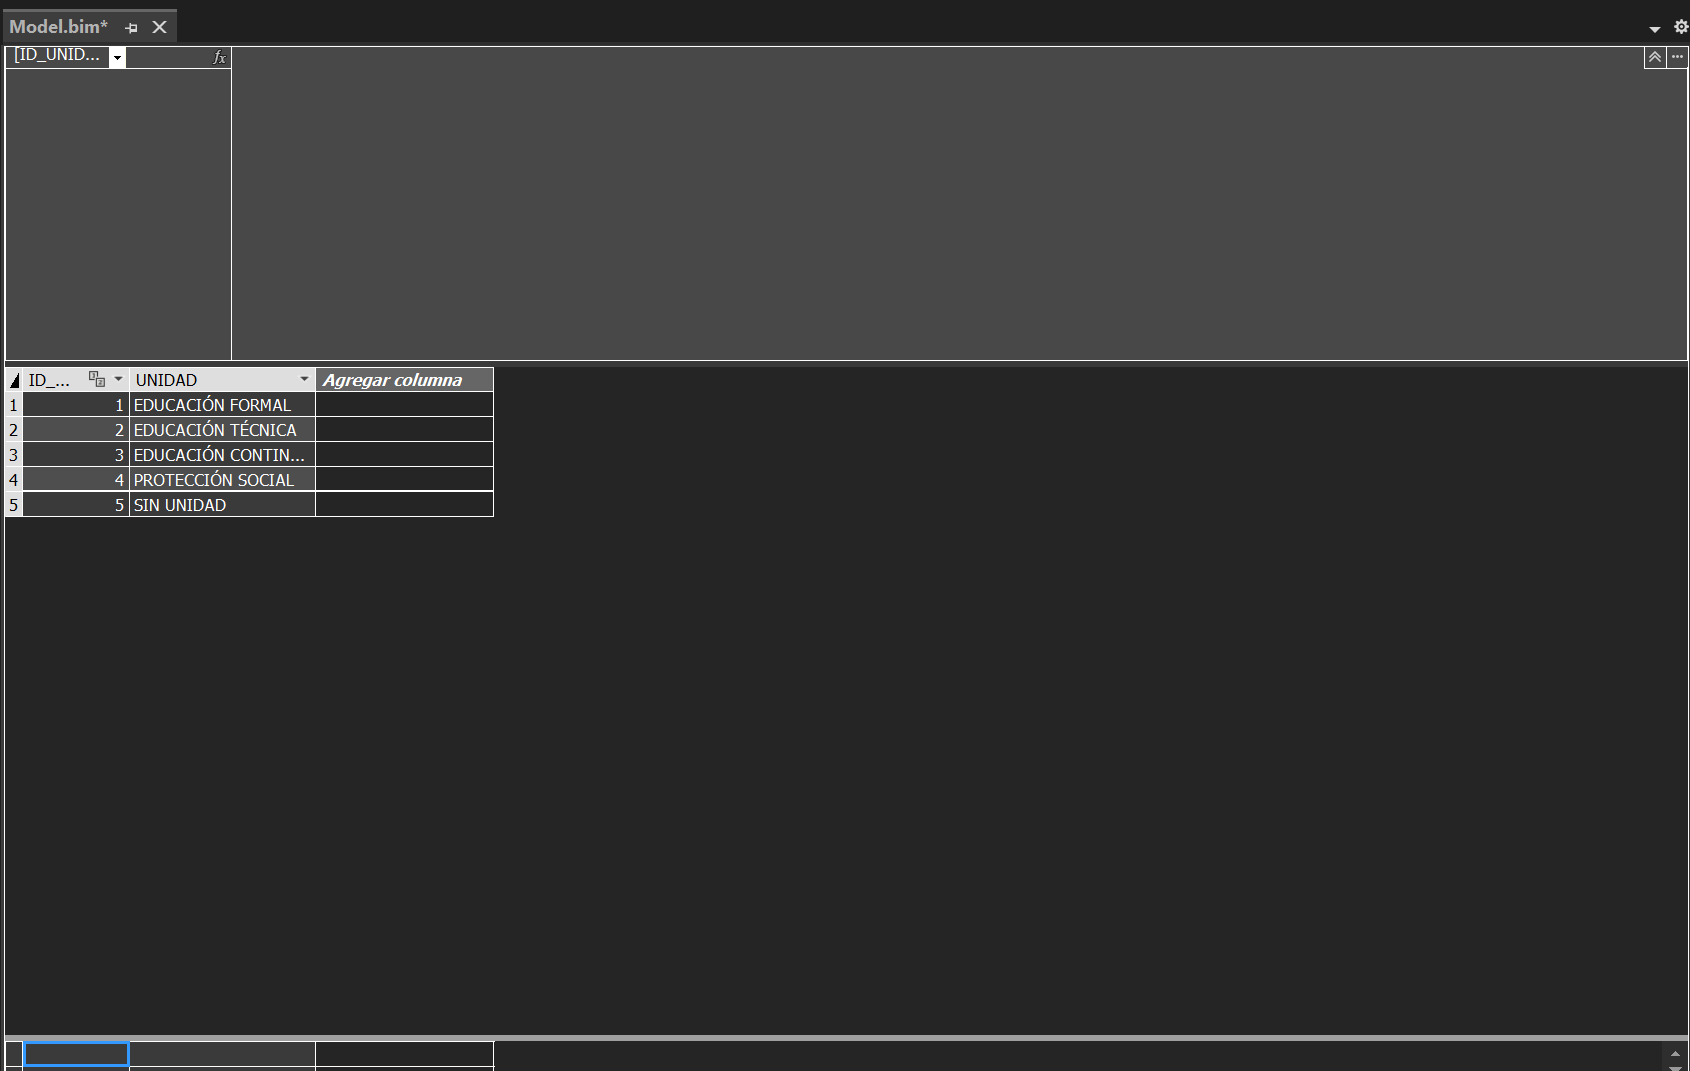 Model.bim*
[ID_UNID... fx
ID_... UNIDAD Agregar columna
1 1 EDUCACIÓN FORMAL
2 2 EDUCACIÓN TÉCNICA
3 3 EDUCACIÓN CONTIN...
4 4 PROTECCIÓN SOCIAL
5 5 SIN UNIDAD